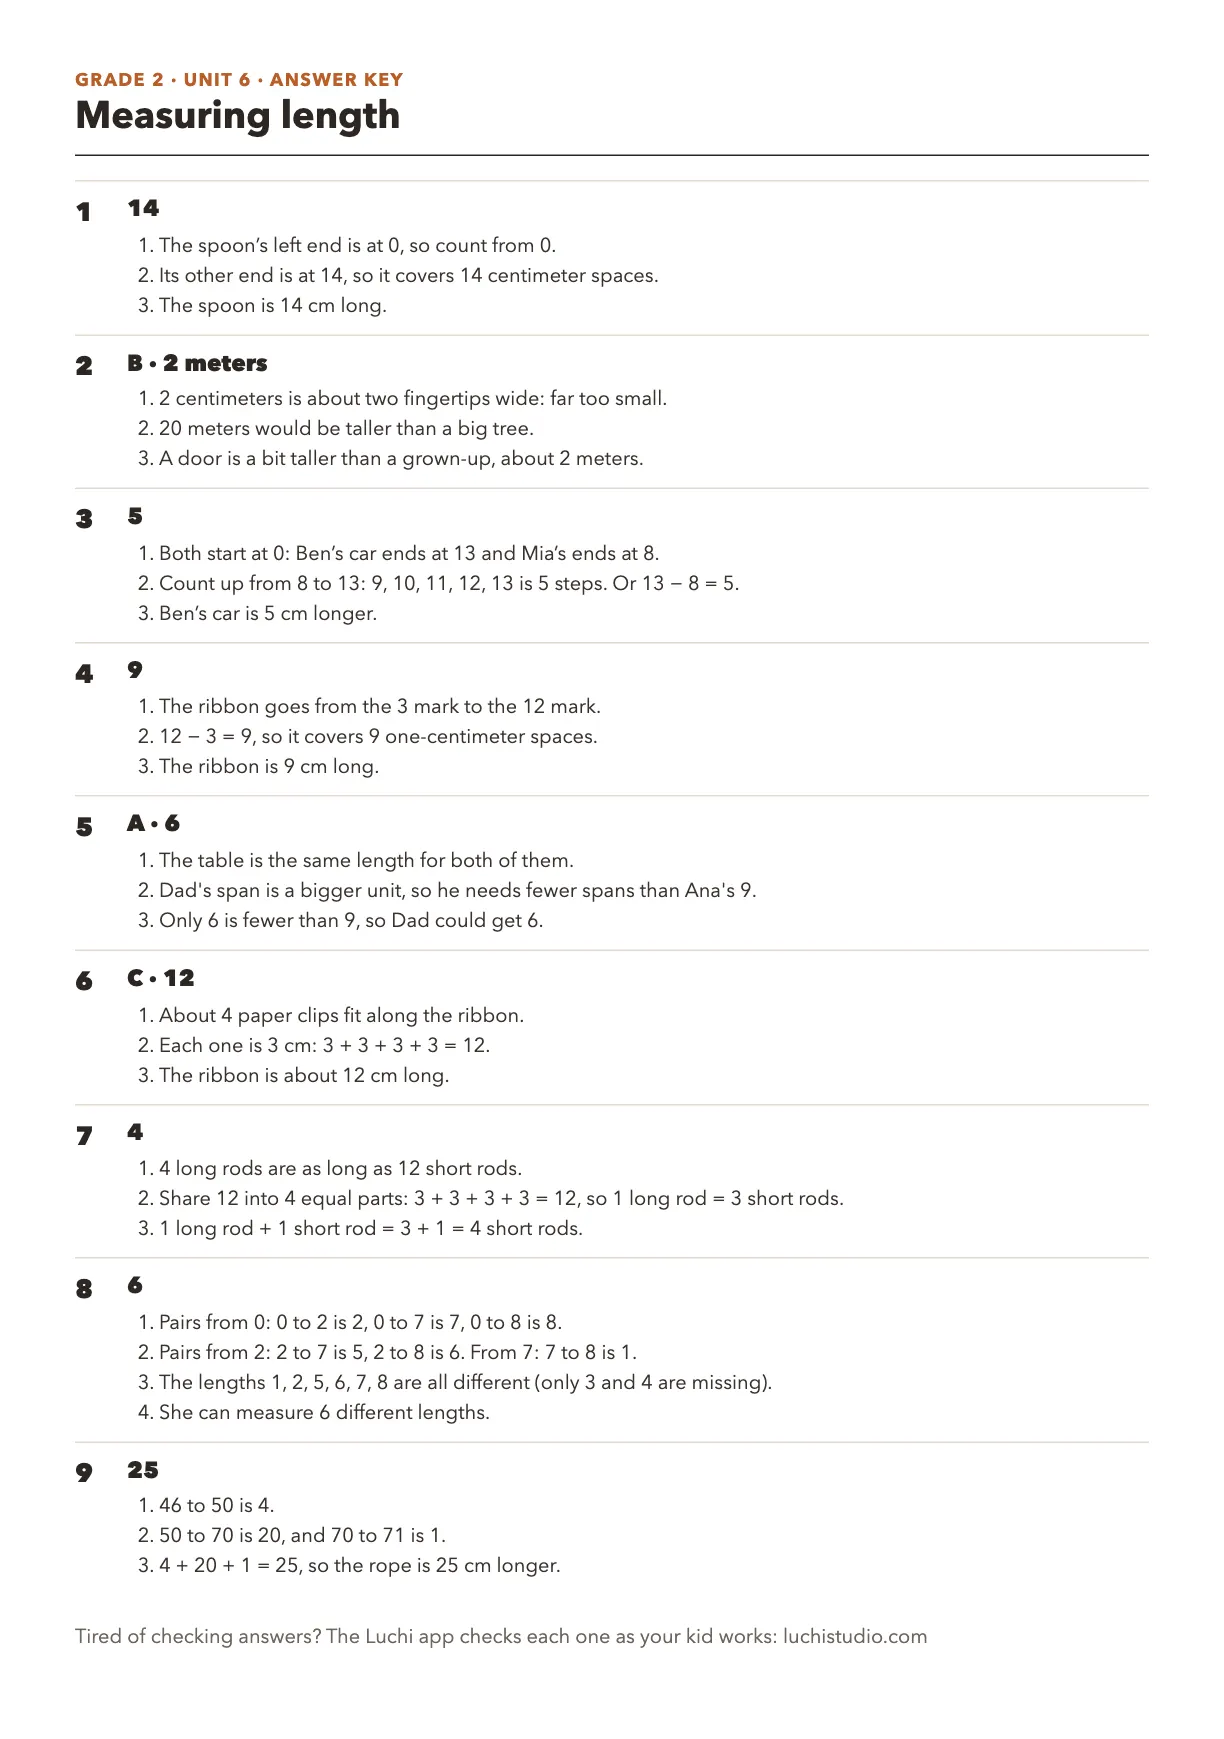 GRADE 2 · UNIT 6 · ANSWER KEY
Measuring length
1 14
1. The spoon’s left end is at 0, so count from 0.
2. Its other end is at 14, so it covers 14 centimeter spaces.
3. The spoon is 14 cm long.
2 B · 2 meters
1. 2 centimeters is about two fingertips wide: far too small.
2. 20 meters would be taller than a big tree.
3. A door is a bit taller than a grown-up, about 2 meters.
3 5
1. Both start at 0: Ben’s car ends at 13 and Mia’s ends at 8.
2. Count up from 8 to 13: 9, 10, 11, 12, 13 is 5 steps. Or 13 − 8 = 5.
3. Ben’s car is 5 cm longer.
4 9
1. The ribbon goes from the 3 mark to the 12 mark.
2. 12 − 3 = 9, so it covers 9 one-centimeter spaces.
3. The ribbon is 9 cm long.
5 A · 6
1. The table is the same length for both of them.
2. Dad's span is a bigger unit, so he needs fewer spans than Ana's 9.
3. Only 6 is fewer than 9, so Dad could get 6.
6 C · 12
1. About 4 paper clips fit along the ribbon.
2. Each one is 3 cm: 3 + 3 + 3 + 3 = 12.
3. The ribbon is about 12 cm long.
7 4
1. 4 long rods are as long as 12 short rods.
2. Share 12 into 4 equal parts: 3 + 3 + 3 + 3 = 12, so 1 long rod = 3 short rods.
3. 1 long rod + 1 short rod = 3 + 1 = 4 short rods.
8 6
1. Pairs from 0: 0 to 2 is 2, 0 to 7 is 7, 0 to 8 is 8.
2. Pairs from 2: 2 to 7 is 5, 2 to 8 is 6. From 7: 7 to 8 is 1.
3. The lengths 1, 2, 5, 6, 7, 8 are all different (only 3 and 4 are missing).
4. She can measure 6 different lengths.
9 25
1. 46 to 50 is 4.
2. 50 to 70 is 20, and 70 to 71 is 1.
3. 4 + 20 + 1 = 25, so the rope is 25 cm longer.
Tired of checking answers? The Luchi app checks each one as your kid works: luchistudio.com